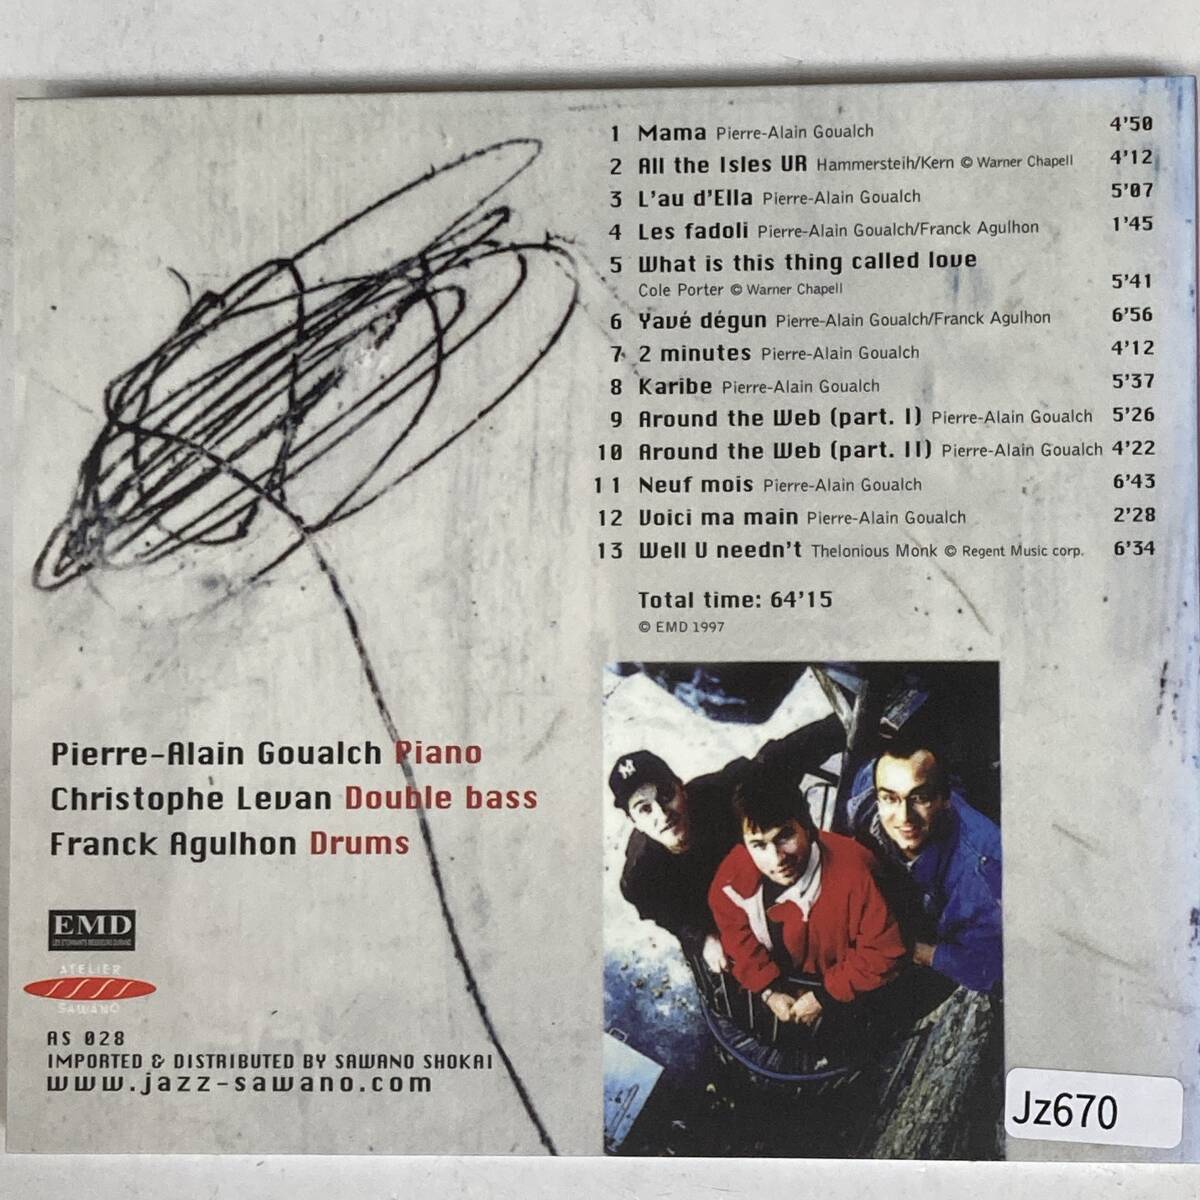 1 Mama Pierre-Alain Goualch 4'50
2 All the Isles UR Hammersteih/Kern © Warner Chapell 4'12
3 L'au d'Ella Pierre-Alain Goualch 5'07
4 Les fadoli Pierre-Alain Goualch/Franck Agulhon 1'45
5 What is this thing called love
Cole Porter © Warner Chapell 5'41
6 Yavé dégun Pierre-Alain Goualch/Franck Agulhon 6'56
7 2 minutes Pierre-Alain Goualch 4'12
8 Karibe Pierre-Alain Goualch 5'37
9 Around the Web (part. I) Pierre-Alain Goualch 5'26
10 Around the Web (part. II) Pierre-Alain Goualch 4'22
11 Neuf mois Pierre-Alain Goualch 6'43
12 Voici ma main Pierre-Alain Goualch 2'28
13 Well U needn't Thelonious Monk © Regent Music corp. 6'34
Total time: 64'15
© EMD 1997
Pierre-Alain Goualch Piano
Christophe Levan Double bass
Franck Agulhon Drums
EMD
ATELIER
SAWANO
AS 028
IMPORTED & DISTRIBUTED BY SAWANO SHOKAI
www.jazz-sawano.com
Jz670